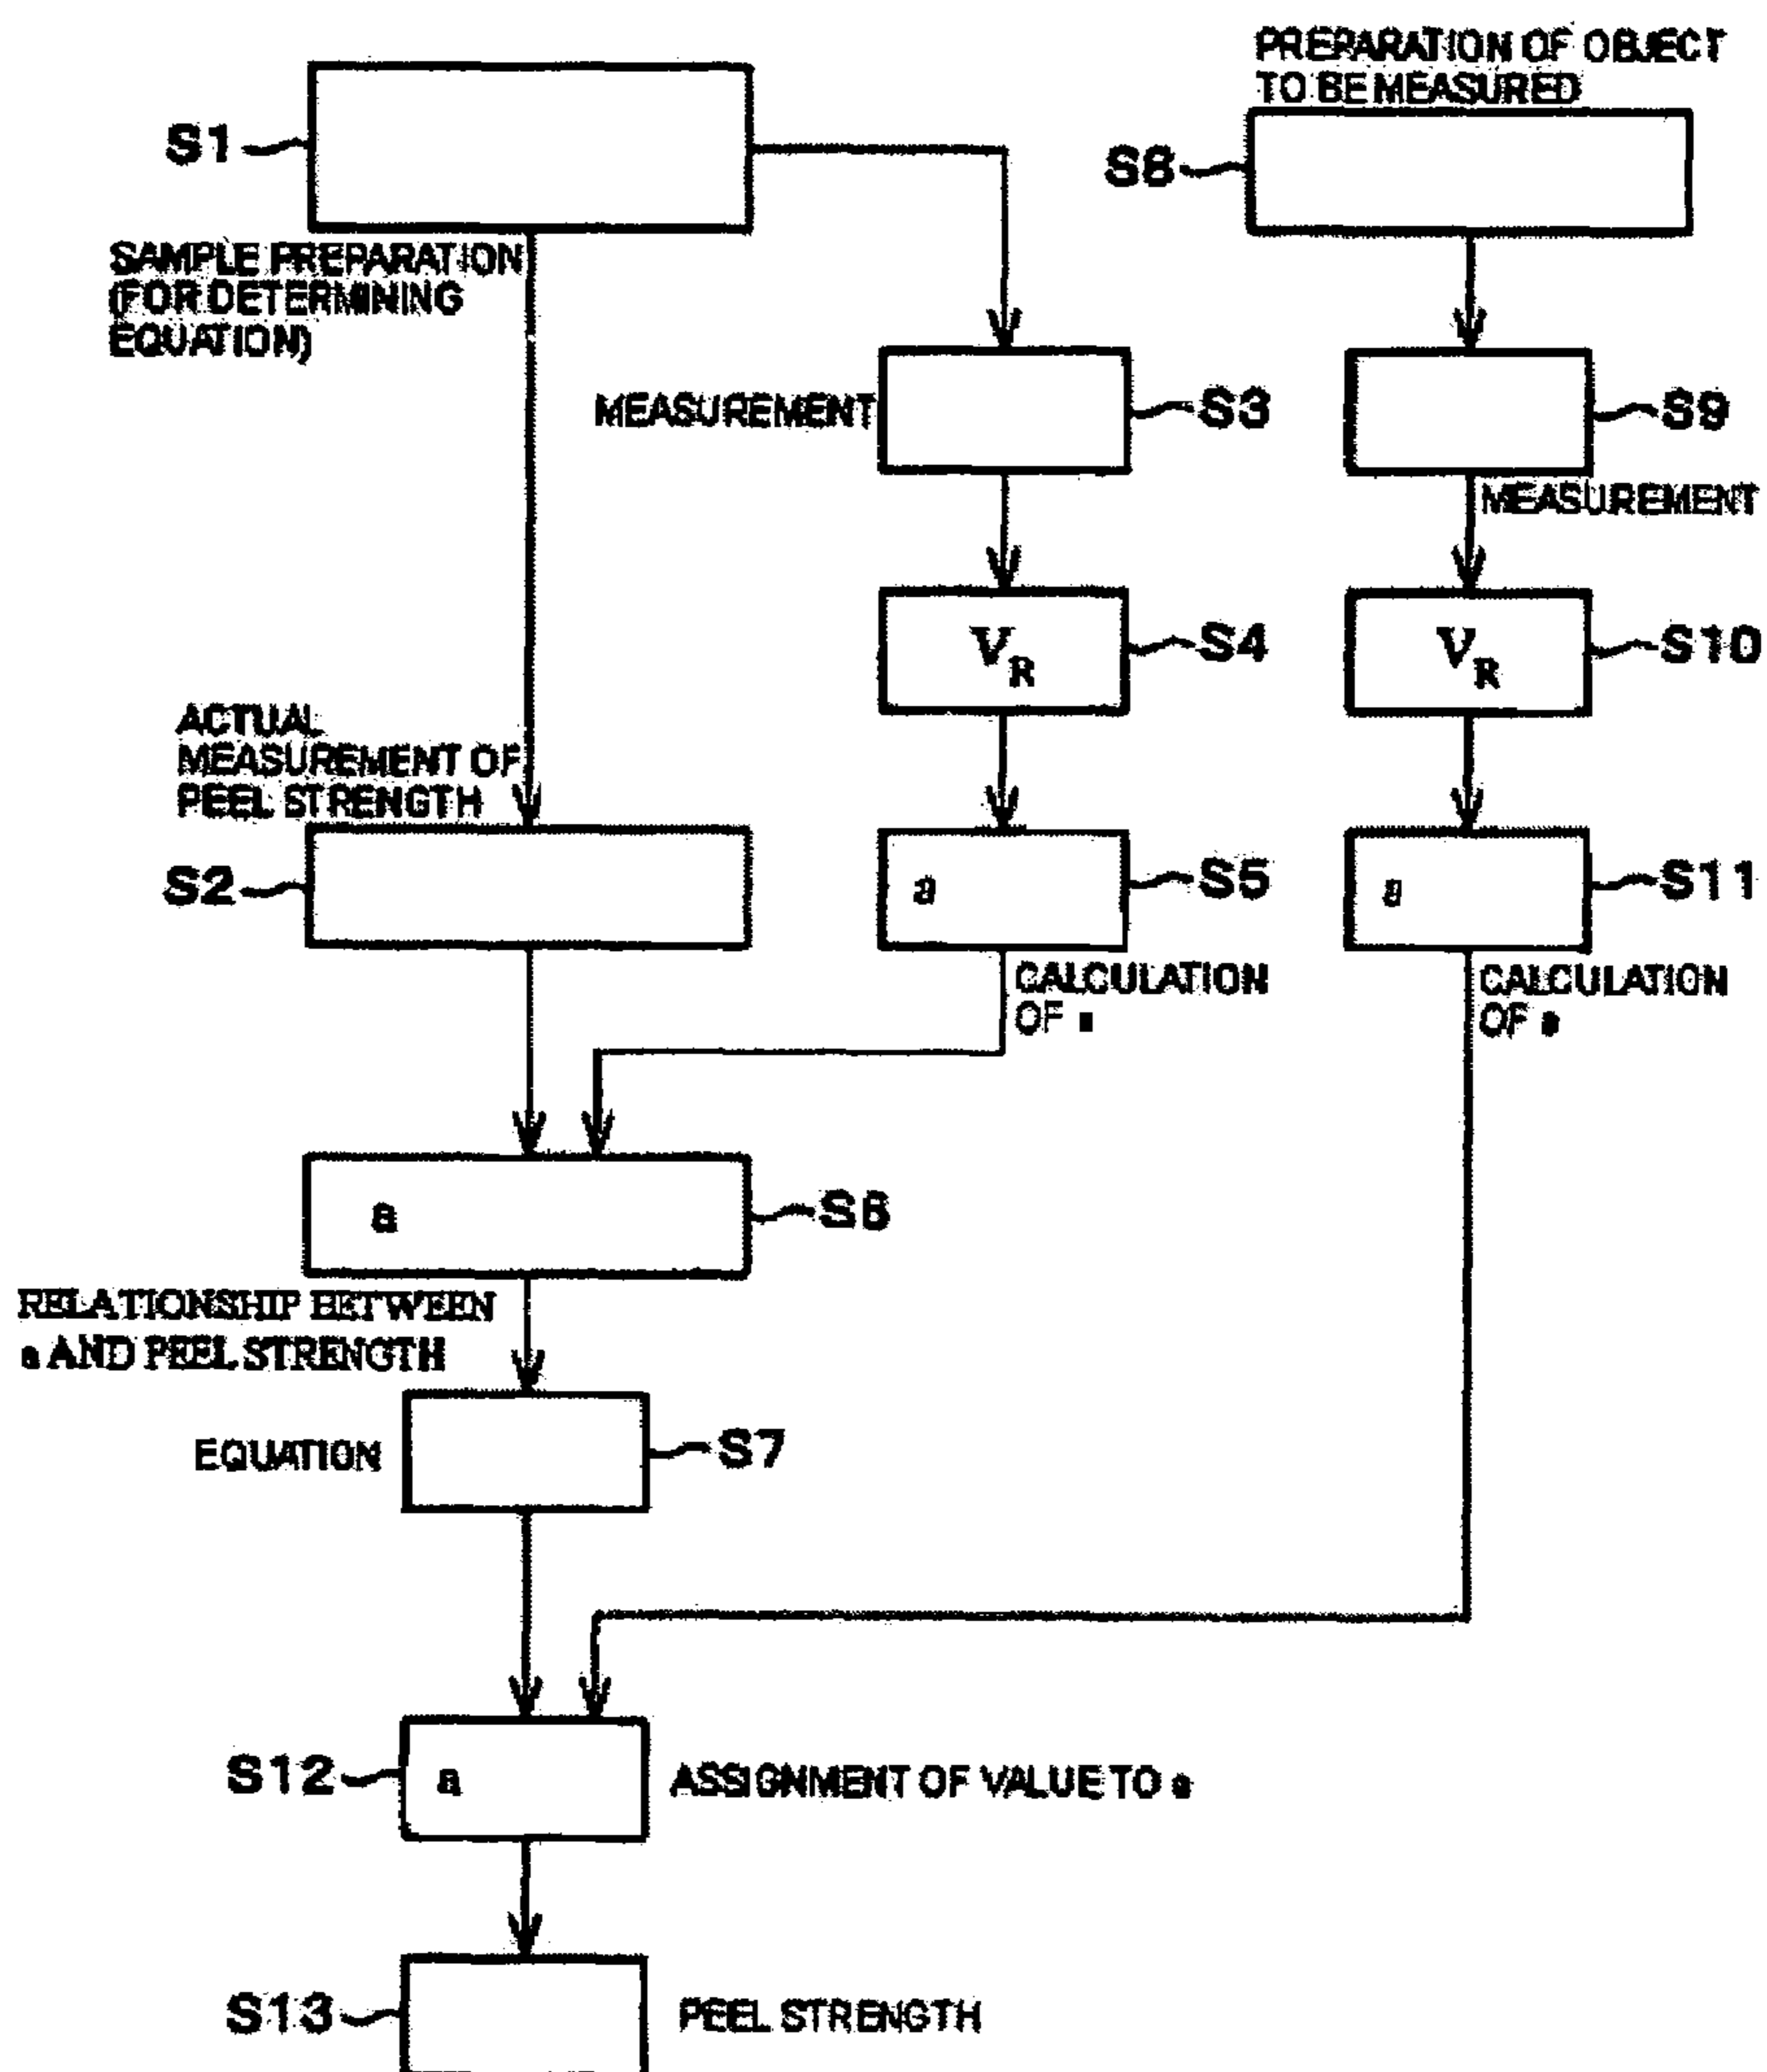 PREPARATION OF OBJECT
TO BE MEASURED
S1
S8
SAMPLE PREPARATION
(FOR DETERMINING
EQUATION)
MEASUREMENT
S3
S9
MEASUREMENT
VR
S4
VR
S10
ACTUAL
MEASUREMENT OF
PEEL STRENGTH
S2
a
S5
a
S11
CALCULATION
OF a
CALCULATION
OF a
a
S6
RELATIONSHIP BETWEEN
a AND PEEL STRENGTH
EQUATION
S7
S12
a
ASSIGNMENT OF VALUE TO a
S13
PEEL STRENGTH